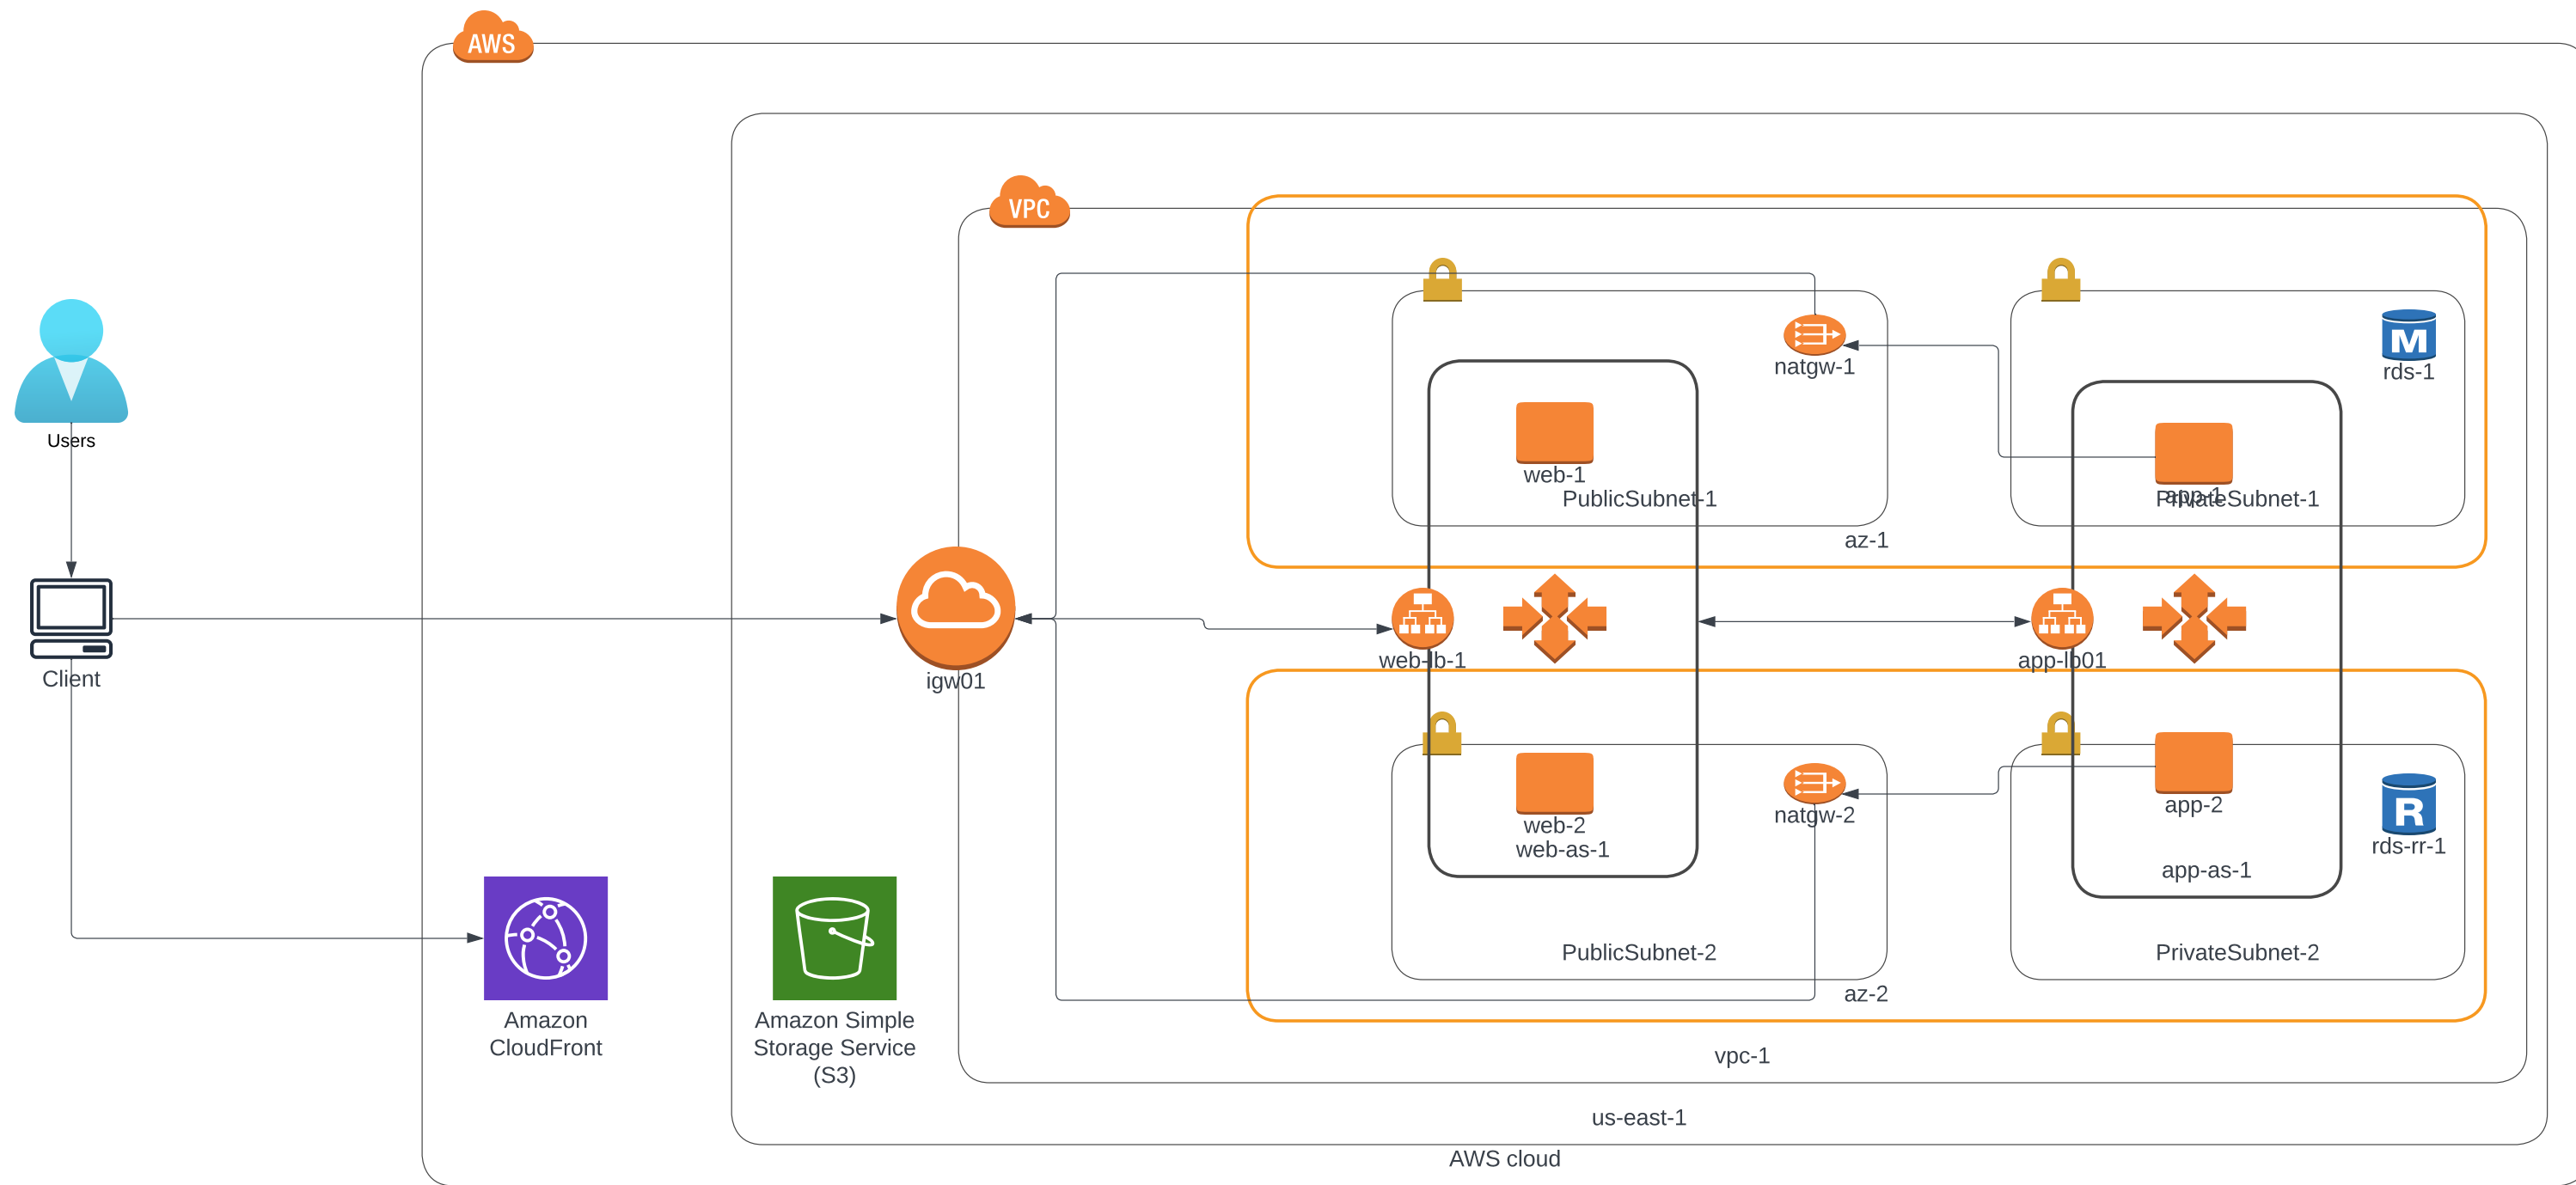 AWS
VPC
Users
Client
igw01
Amazon
CloudFront
Amazon Simple
Storage Service
(S3)
natgw-1
web-1
PublicSubnet-1
M
rds-1
app-1
PrivateSubnet-1
az-1
web-lb-1
app-lb01
natgw-2
web-2
web-as-1
PublicSubnet-2
app-2
app-as-1
R
rds-rr-1
PrivateSubnet-2
az-2
vpc-1
us-east-1
AWS cloud